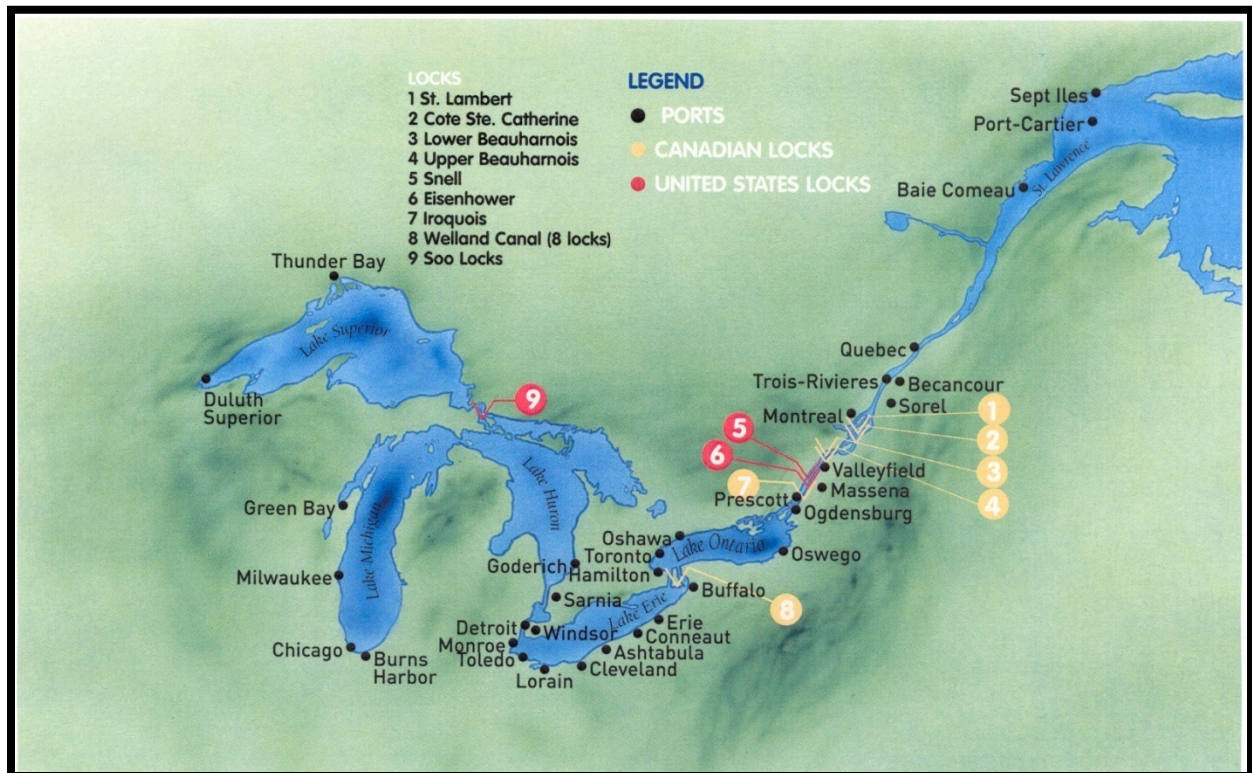 LOCKS
1 St. Lambert
2 Cote Ste. Catherine
3 Lower Beauharnois
4 Upper Beauharnois
5 Snell
6 Eisenhower
7 Iroquois
8 Welland Canal (8 locks)
9 Soo Locks
LEGEND
PORTS
CANADIAN LOCKS
UNITED STATES LOCKS
Sept Iles
Port-Cartier
St. Lawrence
Baie Comeau
Thunder Bay
Lake Superior
Duluth
Superior
9
Quebec
Trois-Rivieres
Becancour
Sorel
Montreal
1
2
3
4
5
6
7
Valleyfield
Massena
Prescott
Ogdensburg
Green Bay
Lake Michigan
Lake Huron
Milwaukee
Chicago
Burns
Harbor
Oshawa
Toronto
Hamilton
Lake Ontario
Oswego
Goderich
Sarnia
Buffalo
8
Lake Erie
Detroit
Windsor
Monroe
Toledo
Lorain
Erie
Conneaut
Ashtabula
Cleveland